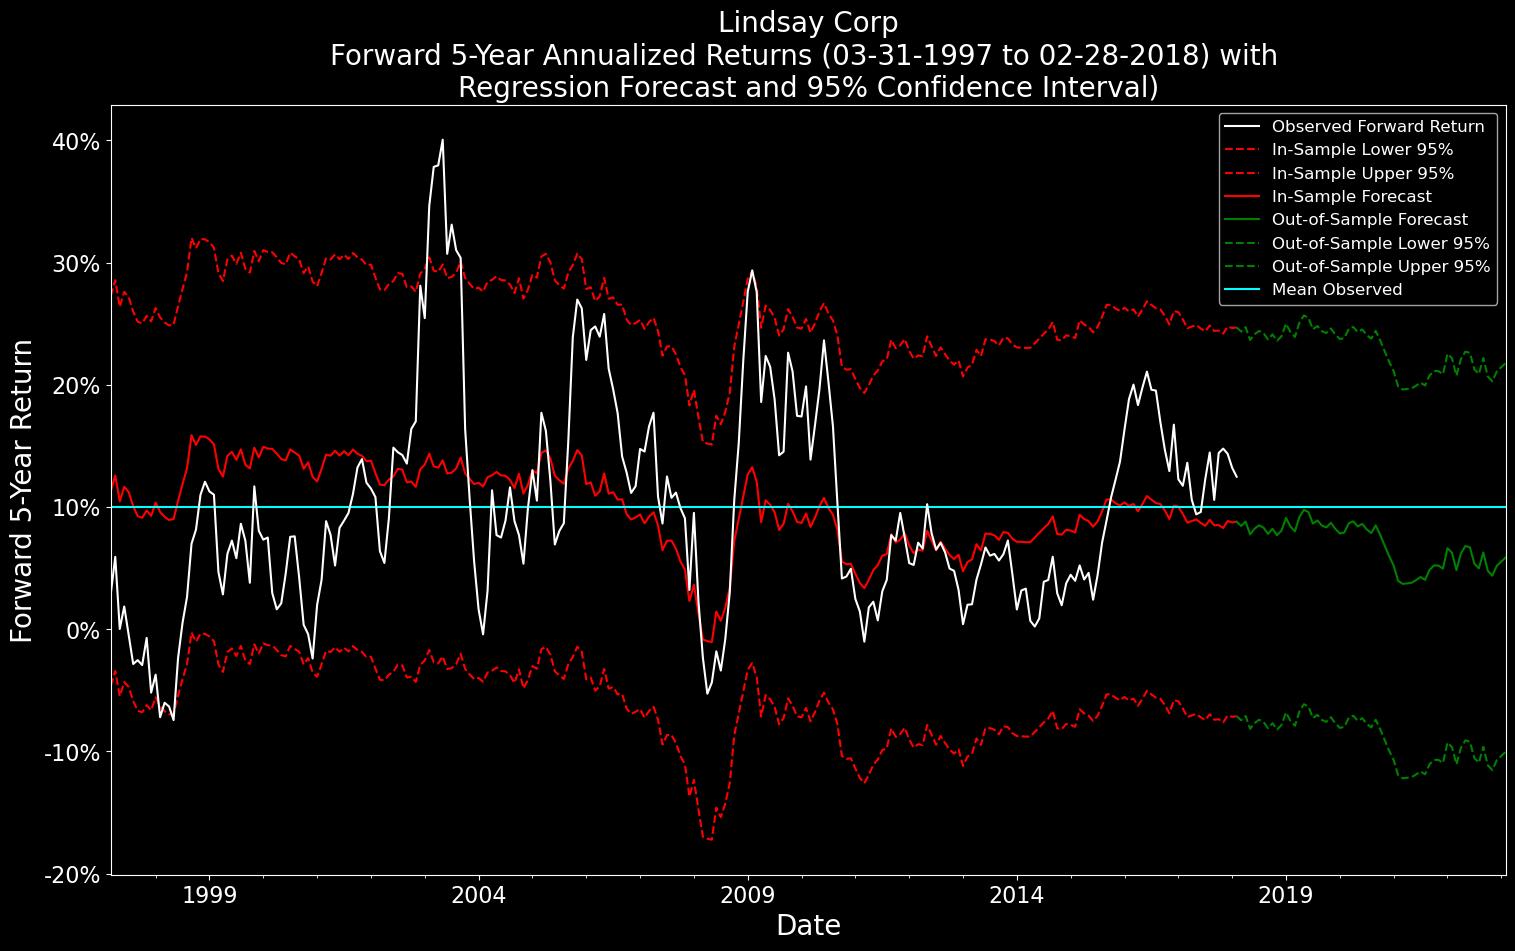 Lindsay Corp
Forward 5-Year Annualized Returns (03-31-1997 to 02-28-2018) with
Regression Forecast and 95% Confidence Interval)
Forward 5-Year Return
40%
30%
20%
10%
0%
-10%
-20%
Observed Forward Return
In-Sample Lower 95%
In-Sample Upper 95%
In-Sample Forecast
Out-of-Sample Forecast
Out-of-Sample Lower 95%
Out-of-Sample Upper 95%
Mean Observed
1999 2004 2009 2014 2019
Date